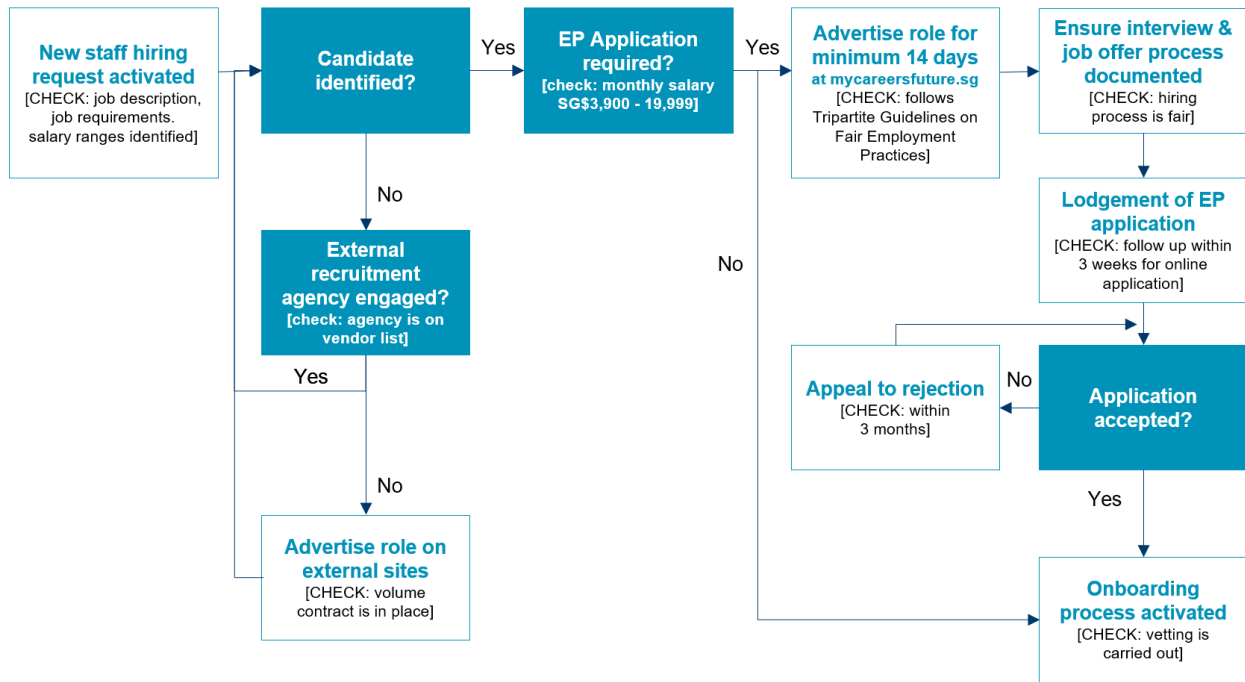 New staff hiring
request activated
[CHECK: job description,
job requirements.
salary ranges identified]
Candidate
identified?
Yes
EP Application
required?
[check: monthly salary
SG$3,900 - 19,999]
Yes
Advertise role for
minimum 14 days
at mycareersfuture.sg
[CHECK: follows
Tripartite Guidelines on
Fair Employment
Practices]
Ensure interview &
job offer process
documented
[CHECK: hiring
process is fair]
No
External
recruitment
agency engaged?
[check: agency is on
vendor list]
Yes
No
Advertise role on
external sites
[CHECK: volume
contract is in place]
No
Lodgement of EP
application
[CHECK: follow up within
3 weeks for online
application]
Appeal to rejection
[CHECK: within
3 months]
No
Application
accepted?
Yes
Onboarding
process activated
[CHECK: vetting is
carried out]